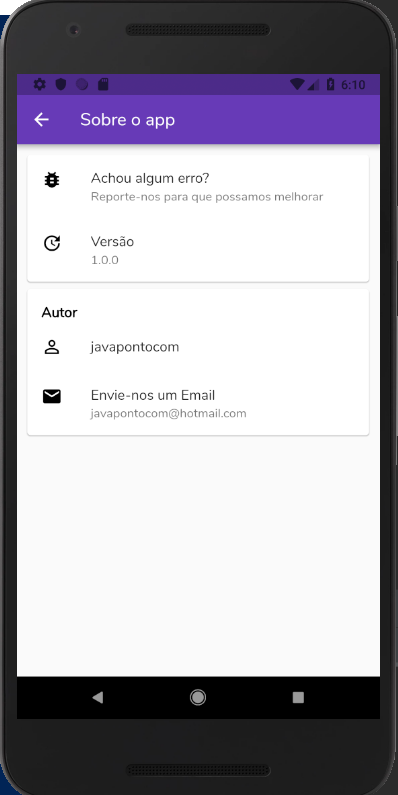 6:10
Sobre o app
Achou algum erro?
Reporte-nos para que possamos melhorar
Versão
1.0.0
Autor
javapontocom
Envie-nos um Email
javapontocom@hotmail.com